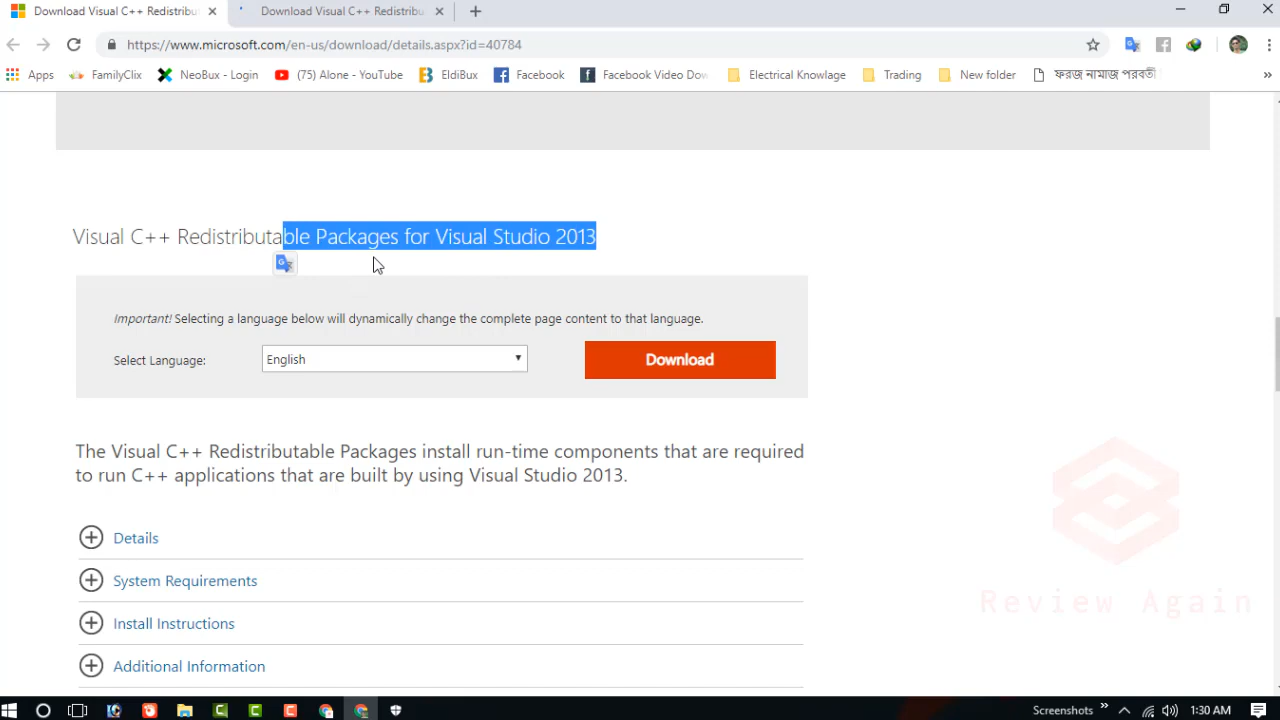 Download Visual C++ Redistribu
Download Visual C++ Redistribu
https://www.microsoft.com/en-us/download/details.aspx?id=40784
Apps FamilyClix NeoBux - Login (75) Alone - YouTube EldiBux Facebook Facebook Video Dow Electrical Knowlage Trading New folder ফরজ নামাজ পরবর্তী »
Visual C++ Redistributable Packages for Visual Studio 2013
Important! Selecting a language below will dynamically change the complete page content to that language.
Select Language: English Download
The Visual C++ Redistributable Packages install run-time components that are required
to run C++ applications that are built by using Visual Studio 2013.
Details
System Requirements
Install Instructions
Additional Information
Review Again
Screenshots » 1:30 AM